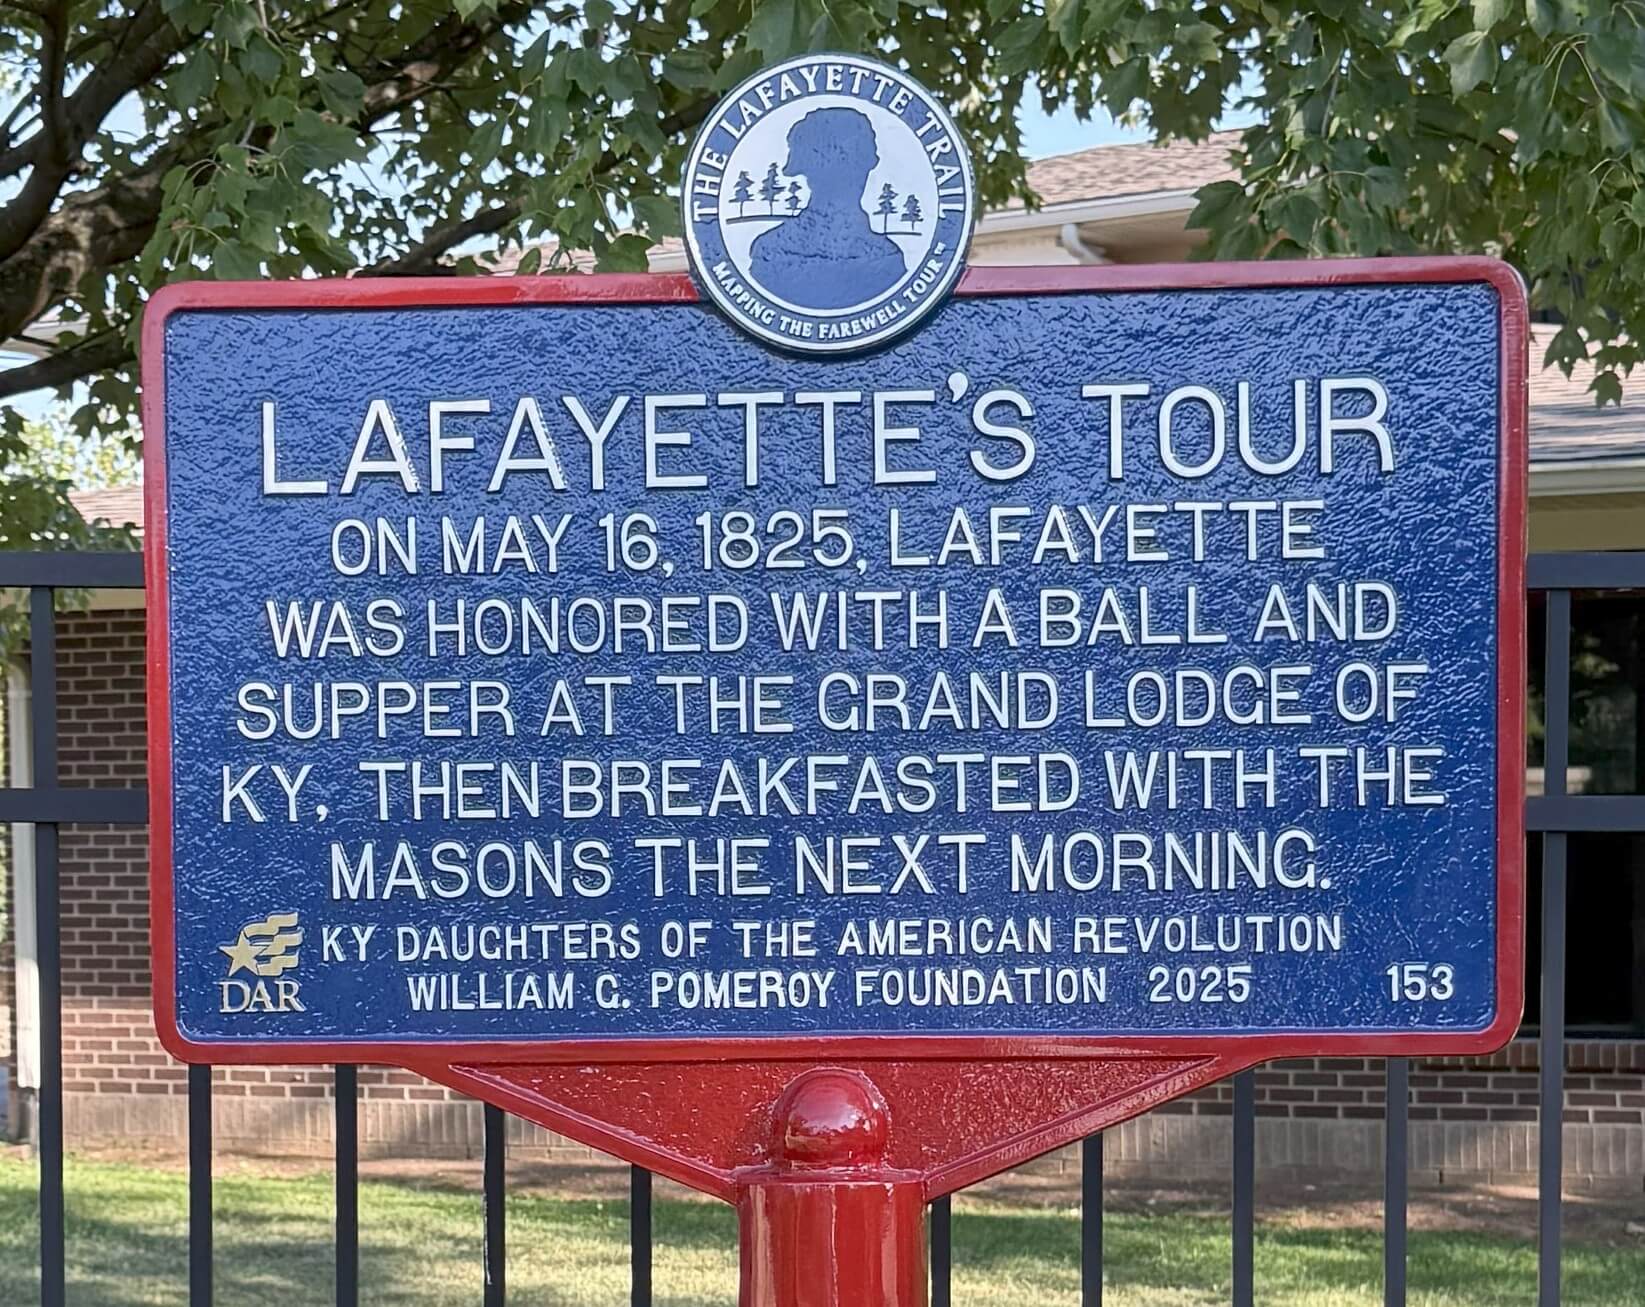 THE LAFAYETTE TRAIL
MAPPING THE FAREWELL TOUR
LAFAYETTE'S TOUR
ON MAY 16, 1825, LAFAYETTE
WAS HONORED WITH A BALL AND
SUPPER AT THE GRAND LODGE OF
KY, THEN BREAKFASTED WITH THE
MASONS THE NEXT MORNING.
KY DAUGHTERS OF THE AMERICAN REVOLUTION
WILLIAM G. POMEROY FOUNDATION 2025 153
DAR